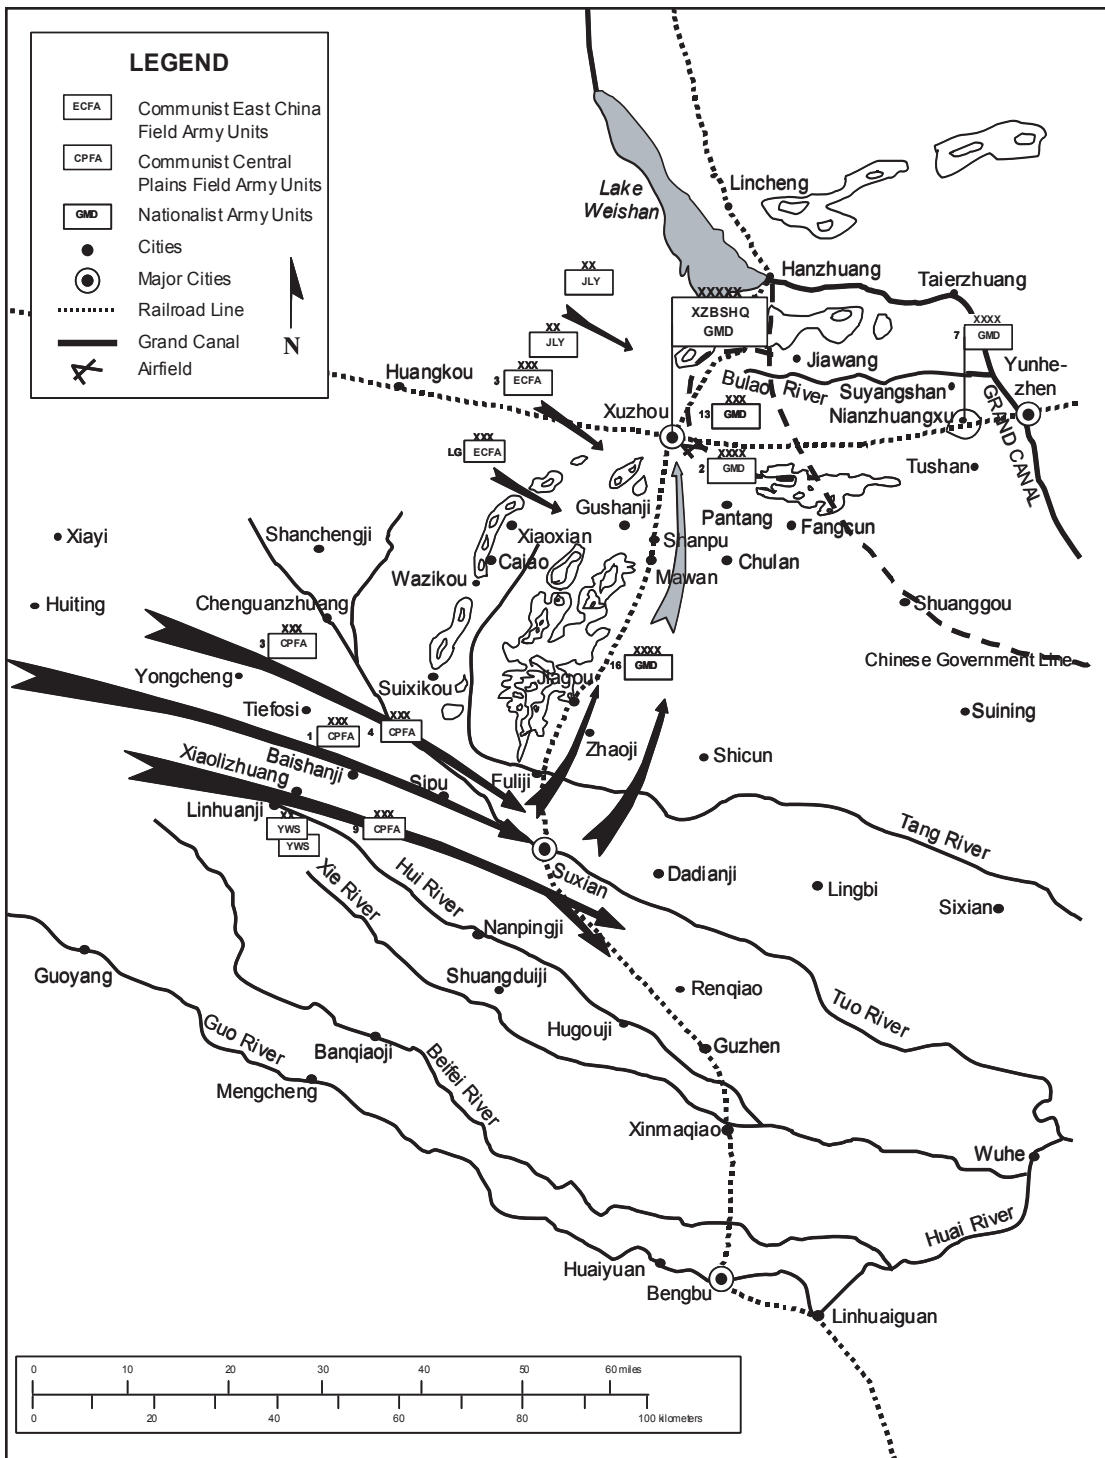 LEGEND
ECFA
Communist East China
Field Army Units
CPFA
Communist Central
Plains Field Army Units
GMD
Nationalist Army Units
Cities
Major Cities
Railroad Line
Grand Canal
Airfield
N
Lake
Weishan
Lincheng
Hanzhuang
Taierzhuang
XX
JLY
XXXXX
XZBSHQ
GMD
XXXX
7
GMD
XX
JLY
Jiawang
Yunhe-
zhen
XXX
3
ECFA
Huangkou
Bulao River
Suyangshan
Nianzhuangxu
GRAND CANAL
Xuzhou
XXX
13
GMD
XXX
LG
ECFA
XXXX
2
GMD
Tushan
Gushanji
Pantang
Fangcun
Xiayi
Shanchengji
Xiaoxian
Shanpu
Caiao
Mawan
Chulan
Wazikou
Huiting
Chenguanzhuang
Shuanggou
XXX
3
CPFA
XXXX
16
GMD
Chinese Government Line
Yongcheng
Suixikou
Jiagou
Tiefosi
Suining
XXX
1
CPFA
XXX
4
CPFA
Zhaoji
Shicun
Xiaolizhuang
Baishanji
Sipu
Fuliji
Linhuanji
XX
YWS
YWS
XXX
9
CPFA
Tang River
Xie River
Hui River
Suxian
Dadianji
Lingbi
Sixian
Nanpingji
Guoyang
Shuangduiji
Renqiao
Tuo River
Guo River
Hugouji
Banqiaoji
Beifei River
Guzhen
Mengcheng
Xinmaqiao
Wuhe
Huai River
Huaiyuan
Bengbu
Linhuaiguan
0 10 20 30 40 50 60 miles
0 20 40 60 80 100 kilometers